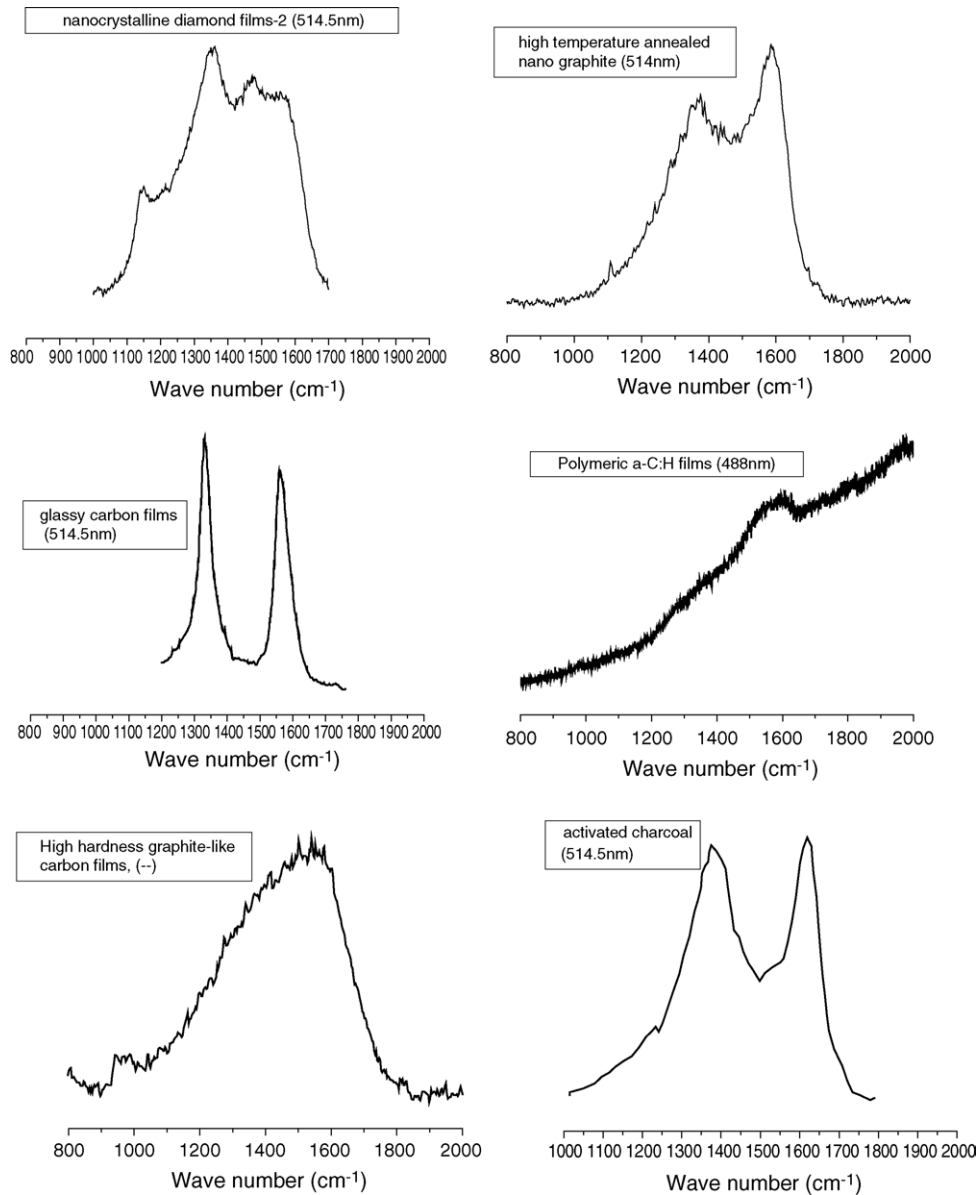 nanocrystalline diamond films-2 (514.5nm)
800 900 1000 1100 1200 1300 1400 1500 1600 1700 1800 1900 2000
Wave number (cm-1)
high temperature annealed
nano graphite (514nm)
800 1000 1200 1400 1600 1800 2000
Wave number (cm-1)
glassy carbon films
(514.5nm)
800 900 1000 1100 1200 1300 1400 1500 1600 1700 1800 1900 2000
Wave number (cm-1)
Polymeric a-C:H films (488nm)
800 1000 1200 1400 1600 1800 2000
Wave number (cm-1)
High hardness graphite-like
carbon films, (--)
800 1000 1200 1400 1600 1800 2000
Wave number (cm-1)
activated charcoal
(514.5nm)
1000 1100 1200 1300 1400 1500 1600 1700 1800 1900 2000
Wave number (cm-1)